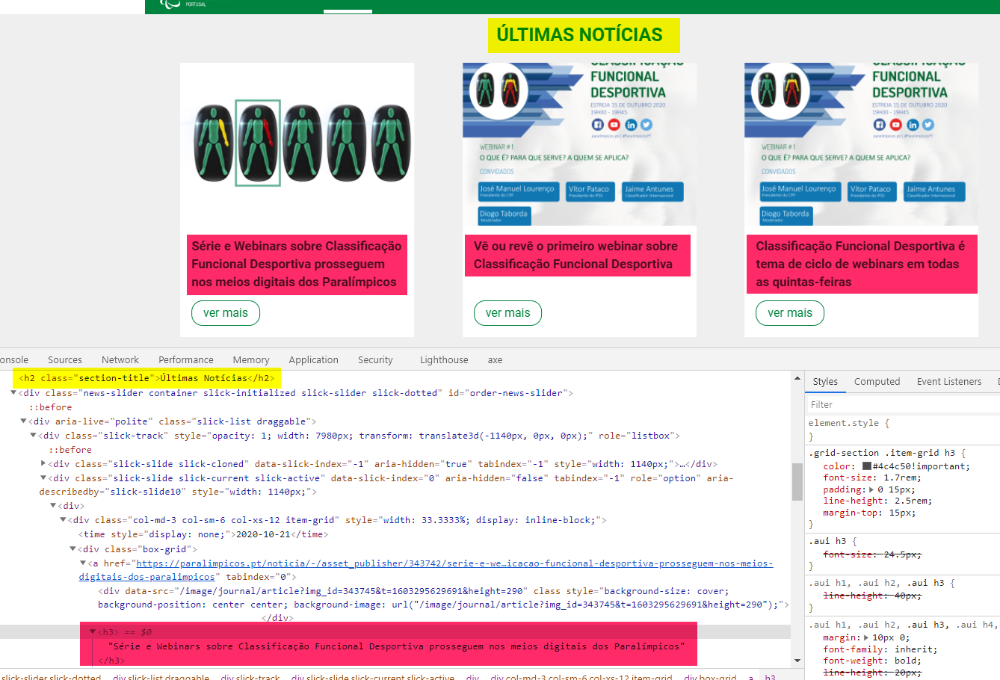 PORTUGAL
ÚLTIMAS NOTÍCIAS
CLASSIFICAÇÃO
FUNCIONAL
DESPORTIVA
ESTREIA 15 DE OUTUBRO 2020
19H00 - 19H45
paralimpicos.pt | #ParalimpicosPT
WEBINAR #1
O QUE É? PARA QUE SERVE? A QUEM SE APLICA?
CONVIDADOS
José Manuel Lourenço
Presidente do CPP
Vítor Pataco
Presidente do IPDJ
Jaime Antunes
Classificador Internacional
Diogo Taborda
Moderador
CLASSIFICAÇÃO
FUNCIONAL
DESPORTIVA
ESTREIA 15 DE OUTUBRO 2020
19H00 - 19H45
paralimpicos.pt | #ParalimpicosPT
WEBINAR #1
O QUE É? PARA QUE SERVE? A QUEM SE APLICA?
CONVIDADOS
José Manuel Lourenço
Presidente do CPP
Vítor Pataco
Presidente do IPDJ
Jaime Antunes
Classificador Internacional
Diogo Taborda
Moderador
Série e Webinars sobre Classificação
Funcional Desportiva prosseguem
nos meios digitais dos Paralímpicos
ver mais
Vê ou revê o primeiro webinar sobre
Classificação Funcional Desportiva
ver mais
Classificação Funcional Desportiva é
tema de ciclo de webinars em todas
as quintas-feiras
ver mais
onsole Sources Network Performance Memory Application Security Lighthouse axe
<h2 class="section-title">Últimas Notícias</h2>
<div class="news-slider container slick-initialized slick-slider slick-dotted" id="order-news-slider">
::before
<div aria-live="polite" class="slick-list draggable">
<div class="slick-track" style="opacity: 1; width: 7980px; transform: translate3d(-1140px, 0px, 0px);" role="listbox">
::before
<div class="slick-slide slick-cloned" data-slick-index="-1" aria-hidden="true" tabindex="-1" style="width: 1140px;">…</div>
<div class="slick-slide slick-current slick-active" data-slick-index="0" aria-hidden="false" tabindex="-1" role="option" aria-
describedby="slick-slide10" style="width: 1140px;">
<div>
<div class="col-md-3 col-sm-6 col-xs-12 item-grid" style="width: 33.3333%; display: inline-block;">
<time style="display: none;">2020-10-21</time>
<div class="box-grid">
<a href="https://paralimpicos.pt/noticia/-/asset_publisher/343742/serie-e-we…icacao-funcional-desportiva-prosseguem-nos-meios-
digitais-dos-paralimpicos" tabindex="0">
<div data-src="/image/journal/article?img_id=343745&t=1603295629691&height=290" class style="background-size: cover;
background-position: center center; background-image: url("/image/journal/article?img_id=343745&t=1603295629691&height=290");">
</div>
<h3> == $0
"Série e Webinars sobre Classificação Funcional Desportiva prosseguem nos meios digitais dos Paralímpicos"
</h3>
slick-slider.slick-dotted div.slick-list.draggable div.slick-track div.slick-slide.slick-current.slick-active div div.col-md-3.col-sm-6.col-xs-12.item-grid div.box-grid a h3
Styles Computed Event Listeners
Filter
element.style {
}
.grid-section .item-grid h3 {
color: #4c4c50!important;
font-size: 1.7rem;
padding: 0 15px;
line-height: 2.5rem;
margin-top: 15px;
}
.aui h3 {
font-size: 24.5px;
}
.aui h1, .aui h2, .aui h3 {
line-height: 40px;
}
.aui h1, .aui h2, .aui h3, .aui h4,
margin: 10px 0;
font-family: inherit;
font-weight: bold;
line-height: 20px;